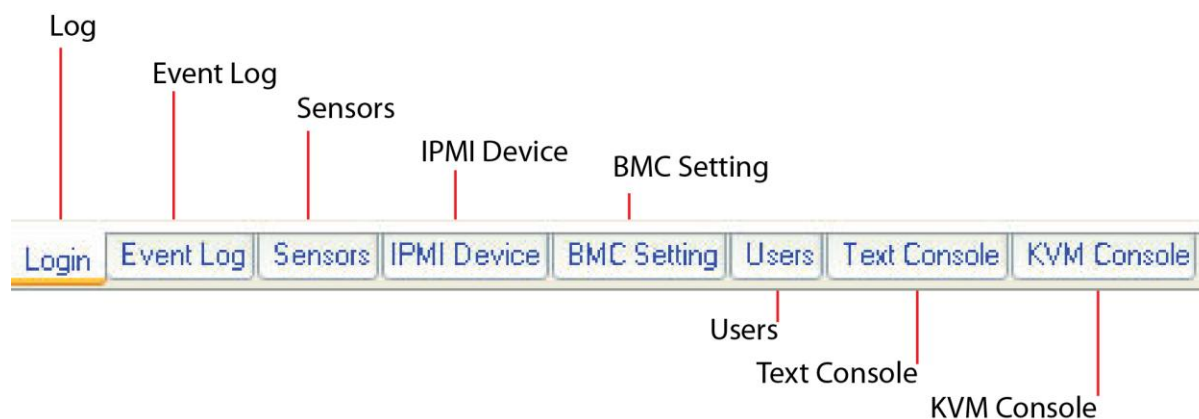 Log
Event Log
Sensors
IPMI Device
BMC Setting
Login Event Log Sensors IPMI Device BMC Setting Users Text Console KVM Console
Users
Text Console
KVM Console